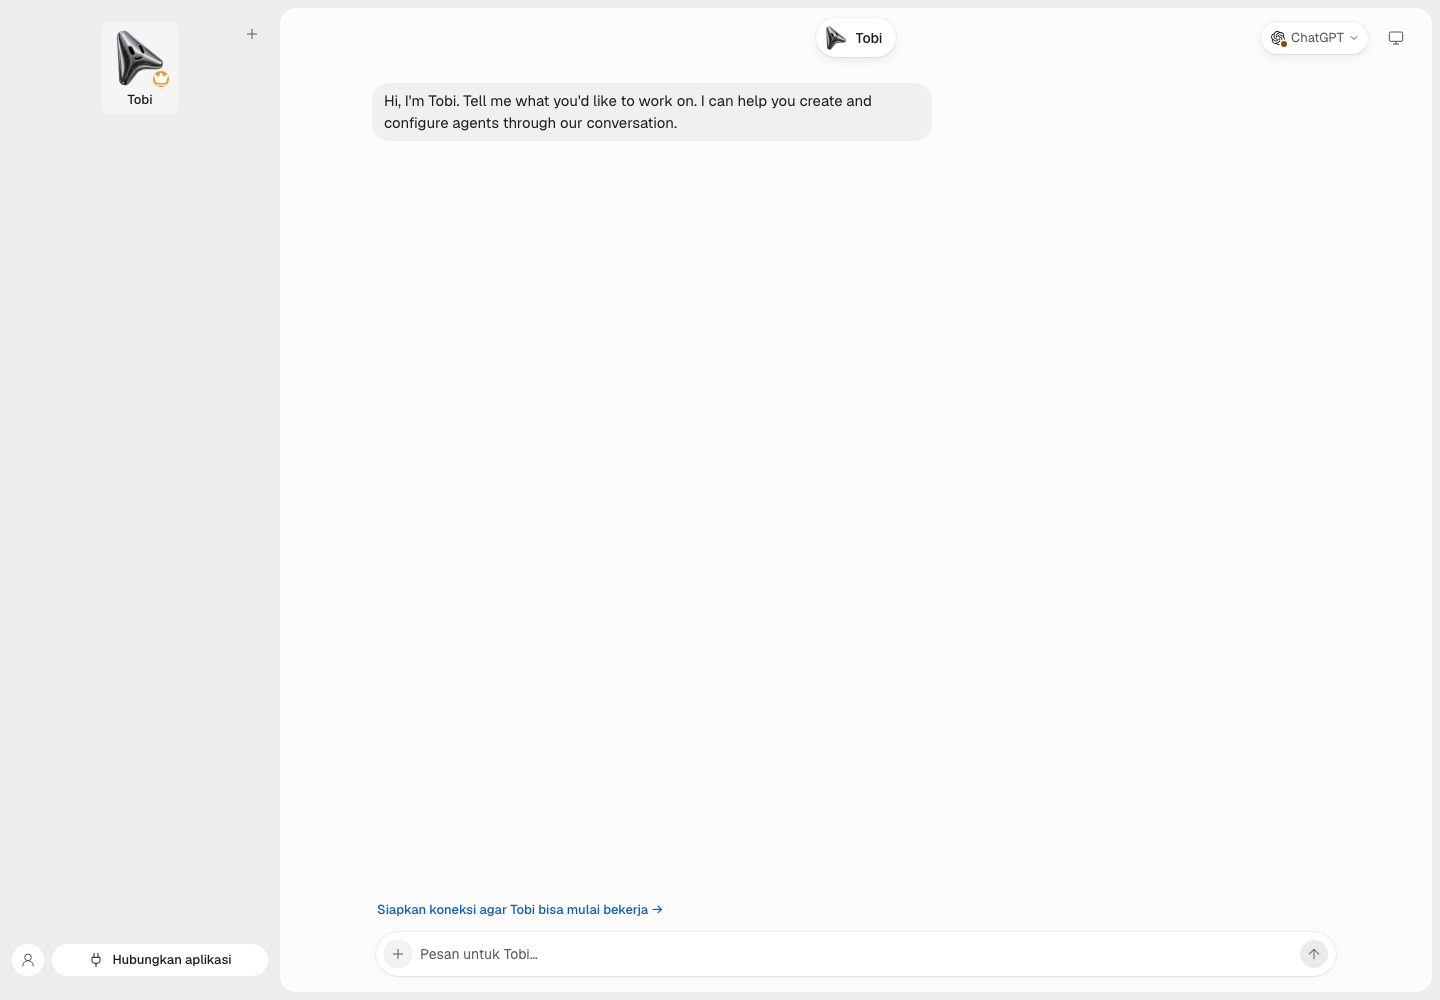 Tobi
Tobi
ChatGPT
Hi, I'm Tobi. Tell me what you'd like to work on. I can help you create and
configure agents through our conversation.
Siapkan koneksi agar Tobi bisa mulai bekerja →
Pesan untuk Tobi…
Hubungkan aplikasi